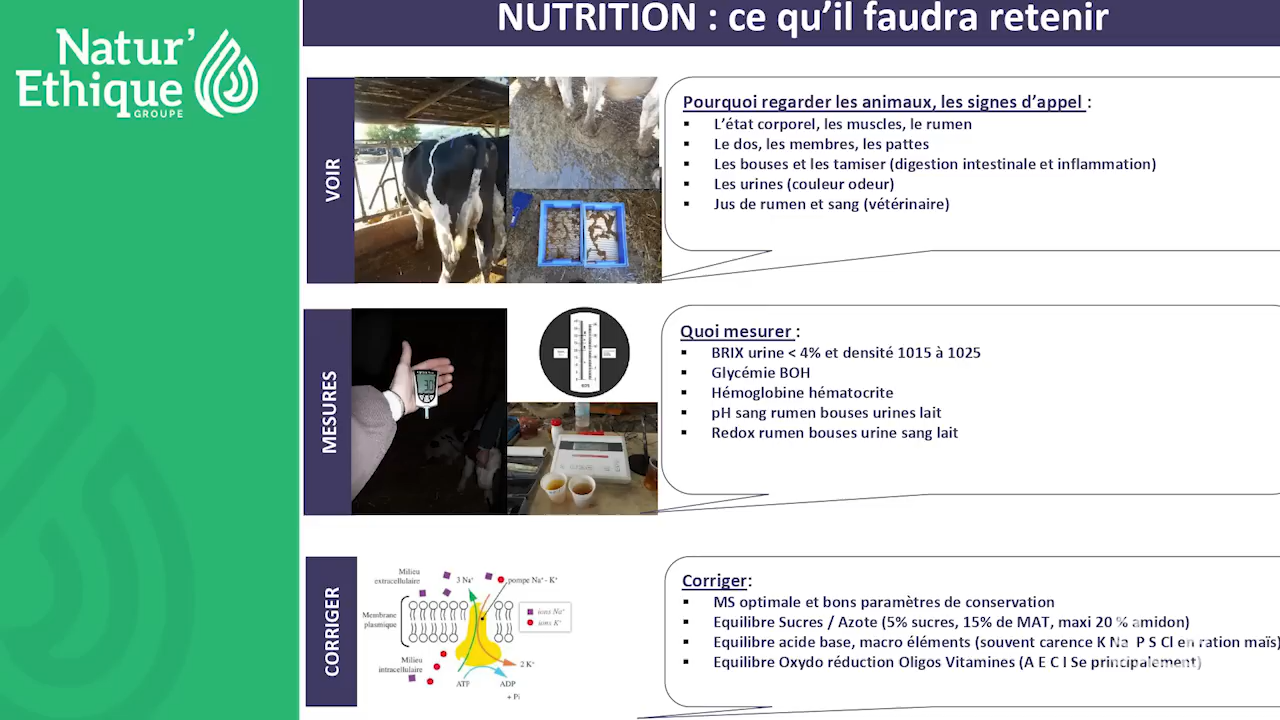 Natur'
Ethique
GROUPE
NUTRITION : ce qu'il faudra retenir
VOIR
Pourquoi regarder les animaux, les signes d'appel :
▪ L'état corporel, les muscles, le rumen
▪ Le dos, les membres, les pattes
▪ Les bouses et les tamiser (digestion intestinale et inflammation)
▪ Les urines (couleur odeur)
▪ Jus de rumen et sang (vétérinaire)
MESURES
Quoi mesurer :
▪ BRIX urine < 4% et densité 1015 à 1025
▪ Glycémie BOH
▪ Hémoglobine hématocrite
▪ pH sang rumen bouses urines lait
▪ Redox rumen bouses urine sang lait
CORRIGER
Milieu
extracellulaire
3 Na⁺
pompe Na⁺- K⁺
Membrane
plasmique
ions Na⁺
ions K⁺
Milieu
intracellulaire
2 K⁺
ATP
ADP
+ Pi
Corriger:
▪ MS optimale et bons paramètres de conservation
▪ Equilibre Sucres / Azote (5% sucres, 15% de MAT, maxi 20 % amidon)
▪ Equilibre acide base, macro éléments (souvent carence K Na P S Cl en ration maïs)
▪ Equilibre Oxydo réduction Oligos Vitamines (A E C I Se principalement)